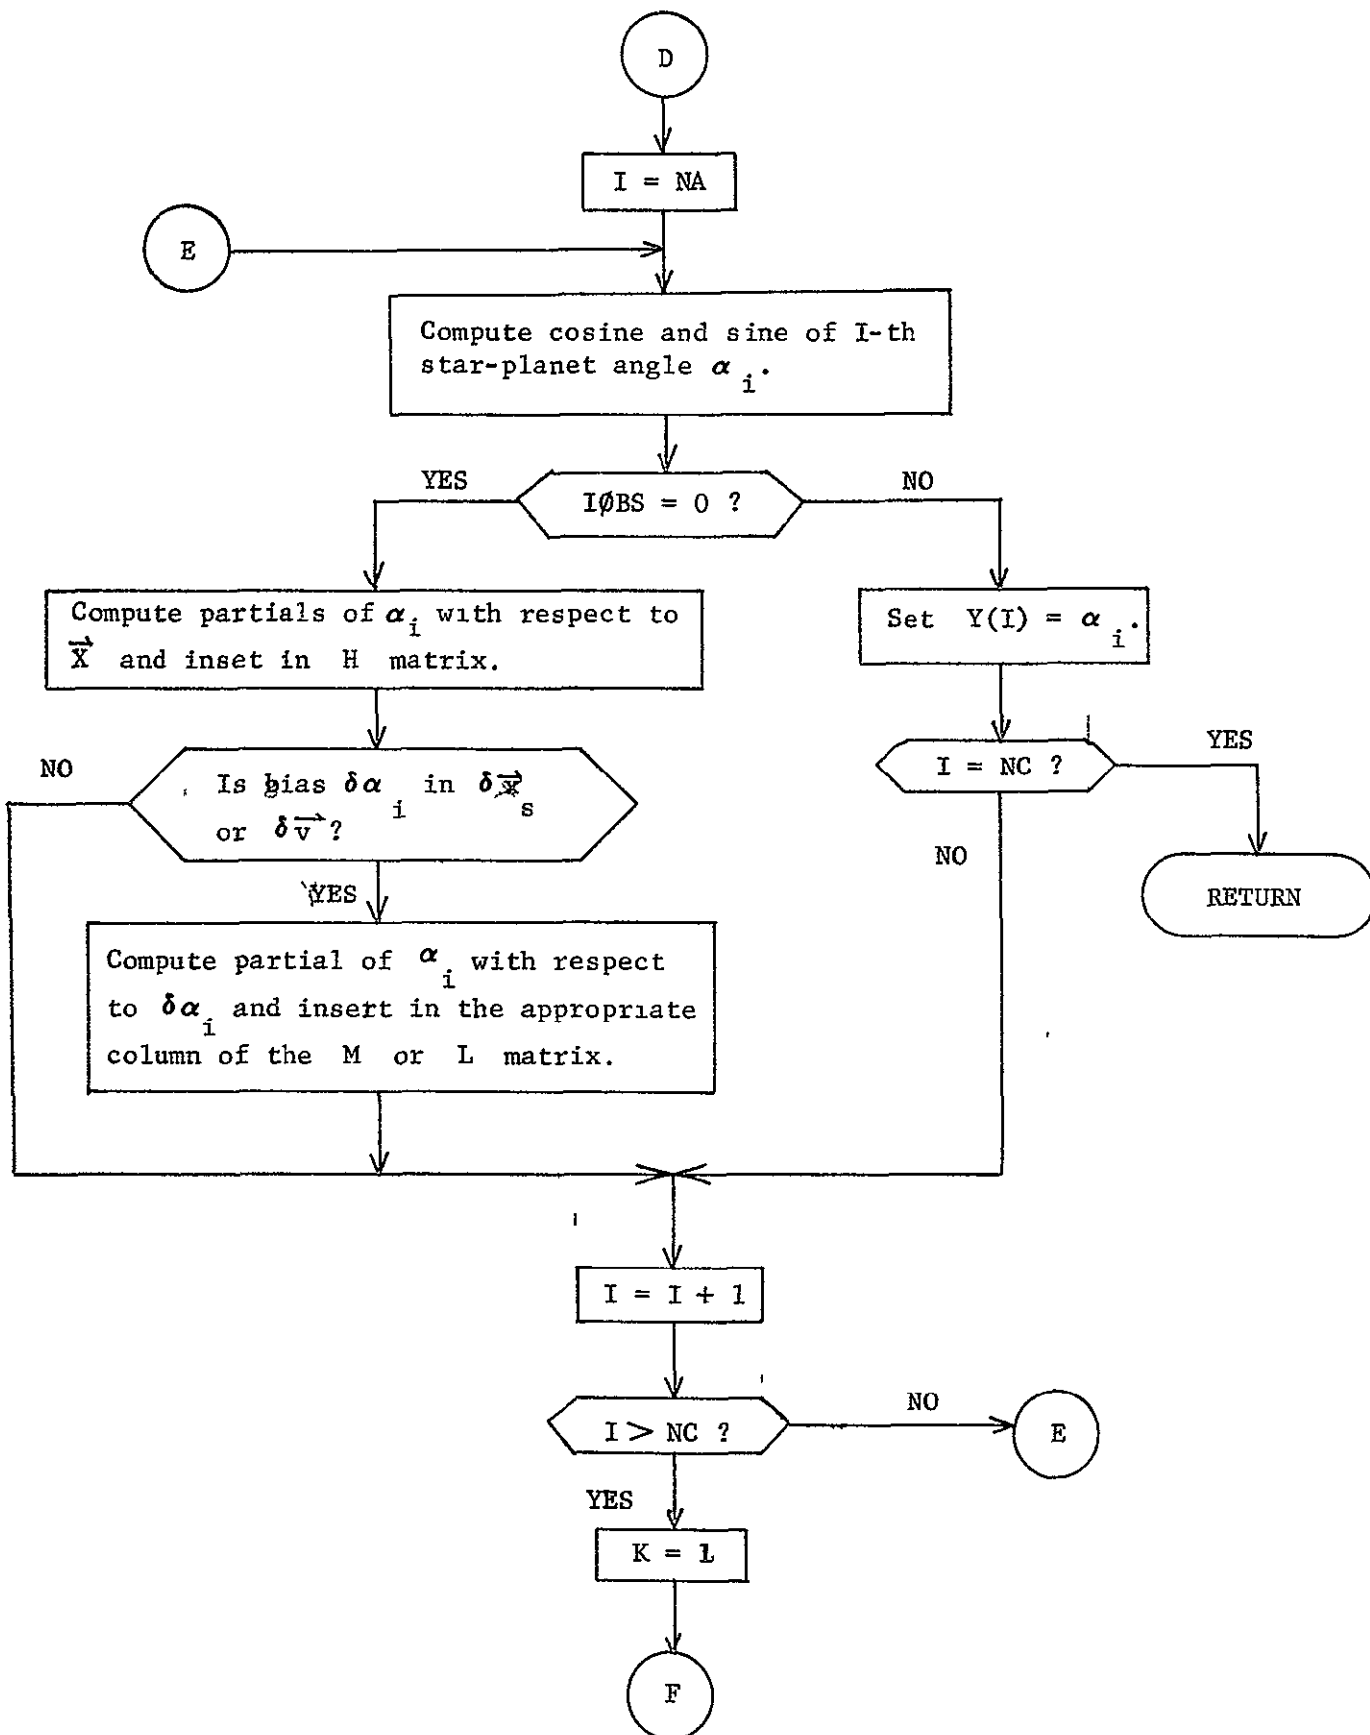 D
I = NA
E
Compute cosine and sine of I-th
star-planet angle α i.
YES
IØBS = 0 ?
NO
Compute partials of α i with respect to
X⃗ and inset in H matrix.
Set Y(I) = α i.
NO
Is bias δα i in δx⃗ s
or δv⃗ ?
I = NC ?
YES
NO
YES
RETURN
Compute partial of α i with respect
to δα i and insert in the appropriate
column of the M or L matrix.
I = I + 1
I > NC ?
NO
E
YES
K = 1
F